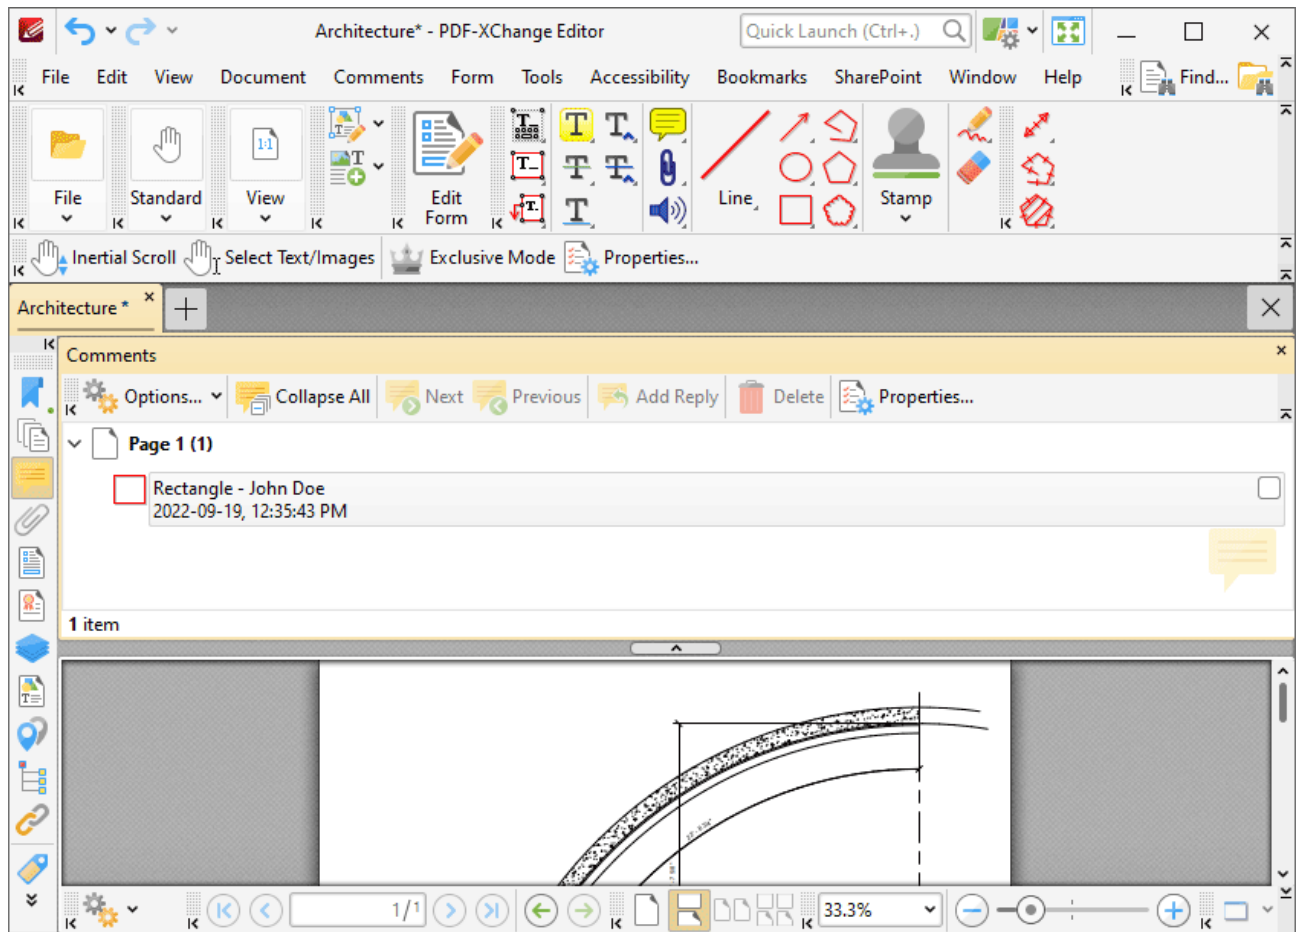 Architecture* - PDF-XChange Editor
Quick Launch (Ctrl+.)
File Edit View Document Comments Form Tools Accessibility Bookmarks SharePoint Window Help Find...
1:1
File Standard View Edit Form Line Stamp
Inertial Scroll Select Text/Images Exclusive Mode Properties...
Architecture *
Comments
Options... Collapse All Next Previous Add Reply Delete Properties...
Page 1 (1)
Rectangle - John Doe
2022-09-19, 12:35:43 PM
1 item
1/1 33.3%